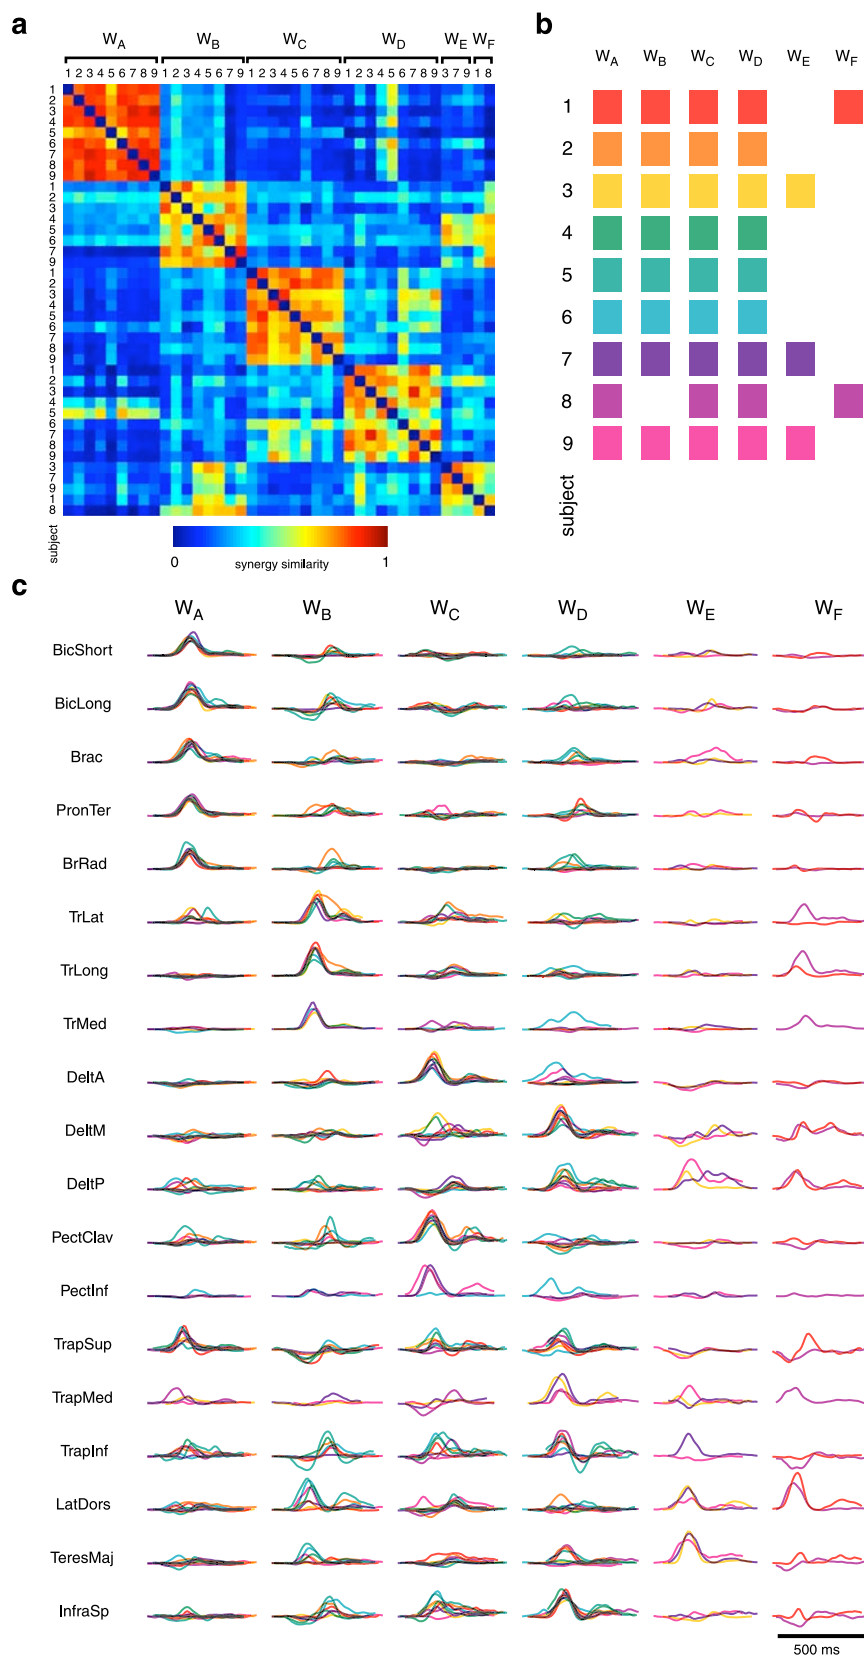 a
W_A W_B W_C W_D W_E W_F
1 2 3 4 5 6 7 8 9 1 2 3 4 5 6 7 9 1 2 3 4 5 6 7 8 9 1 2 3 4 5 6 7 8 9 3 7 9 1 8
1
2
3
4
5
6
7
8
9
1
2
3
4
5
6
7
9
1
2
3
4
5
6
7
8
9
1
2
3
4
5
6
7
8
9
3
7
9
1
8
subject
0 synergy similarity 1
b
W_A W_B W_C W_D W_E W_F
1
2
3
4
5
6
7
8
9
subject
c
W_A W_B W_C W_D W_E W_F
BicShort
BicLong
Brac
PronTer
BrRad
TrLat
TrLong
TrMed
DeltA
DeltM
DeltP
PectClav
PectInf
TrapSup
TrapMed
TrapInf
LatDors
TeresMaj
InfraSp
500 ms